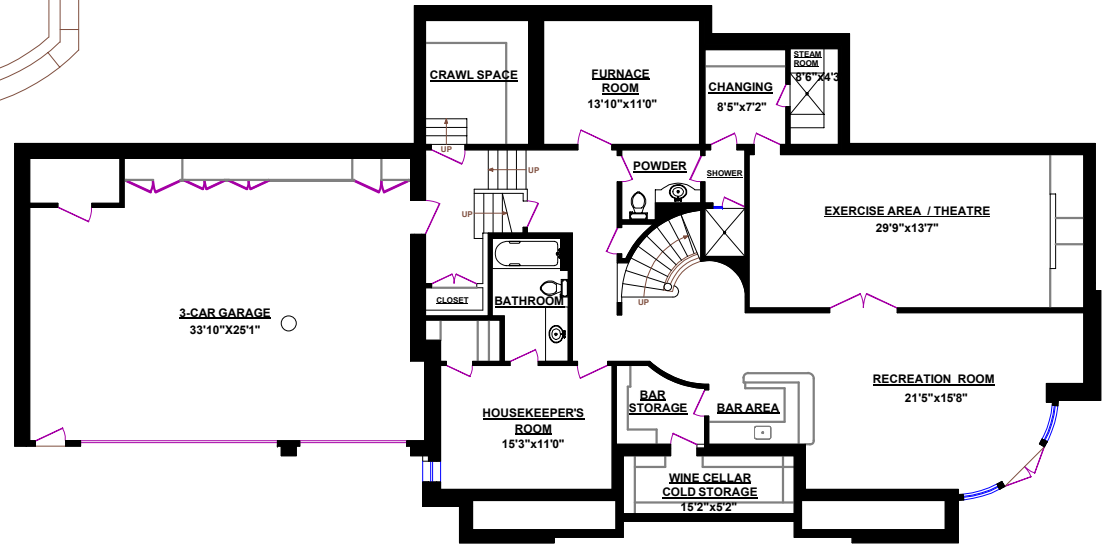 STEAM
ROOM
8'6"x4'3
CRAWL SPACE
FURNACE
ROOM
13'10"x11'0"
CHANGING
8'5"x7'2"
UP
UP
POWDER
SHOWER
UP
EXERCISE AREA / THEATRE
29'9"x13'7"
CLOSET
BATHROOM
UP
3-CAR GARAGE
33'10"X25'1"
RECREATION ROOM
21'5"x15'8"
BAR
STORAGE
BAR AREA
HOUSEKEEPER'S
ROOM
15'3"x11'0"
WINE CELLAR
COLD STORAGE
15'2"x5'2"